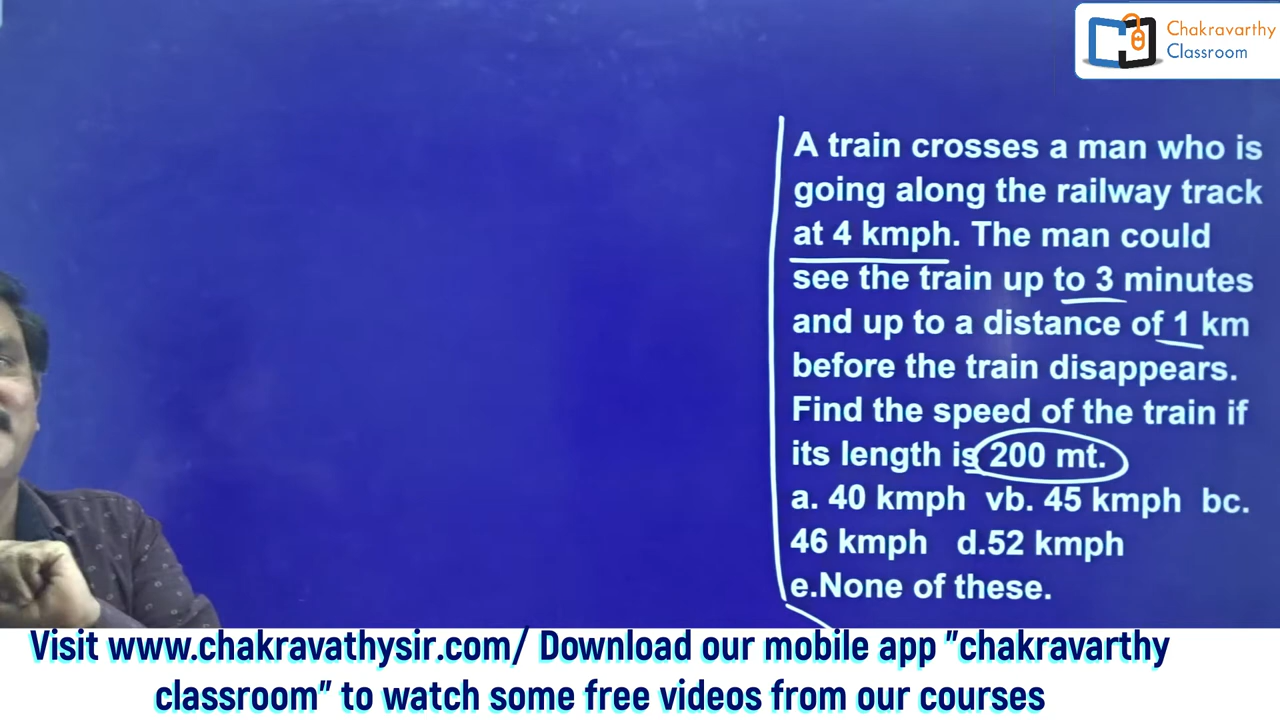 Chakravarthy
Classroom
A train crosses a man who is
going along the railway track
at 4 kmph. The man could
see the train up to 3 minutes
and up to a distance of 1 km
before the train disappears.
Find the speed of the train if
its length is 200 mt.
a. 40 kmph vb. 45 kmph bc.
46 kmph d.52 kmph
e.None of these.
Visit www.chakravathysir.com/ Download our mobile app "chakravarthy
classroom" to watch some free videos from our courses